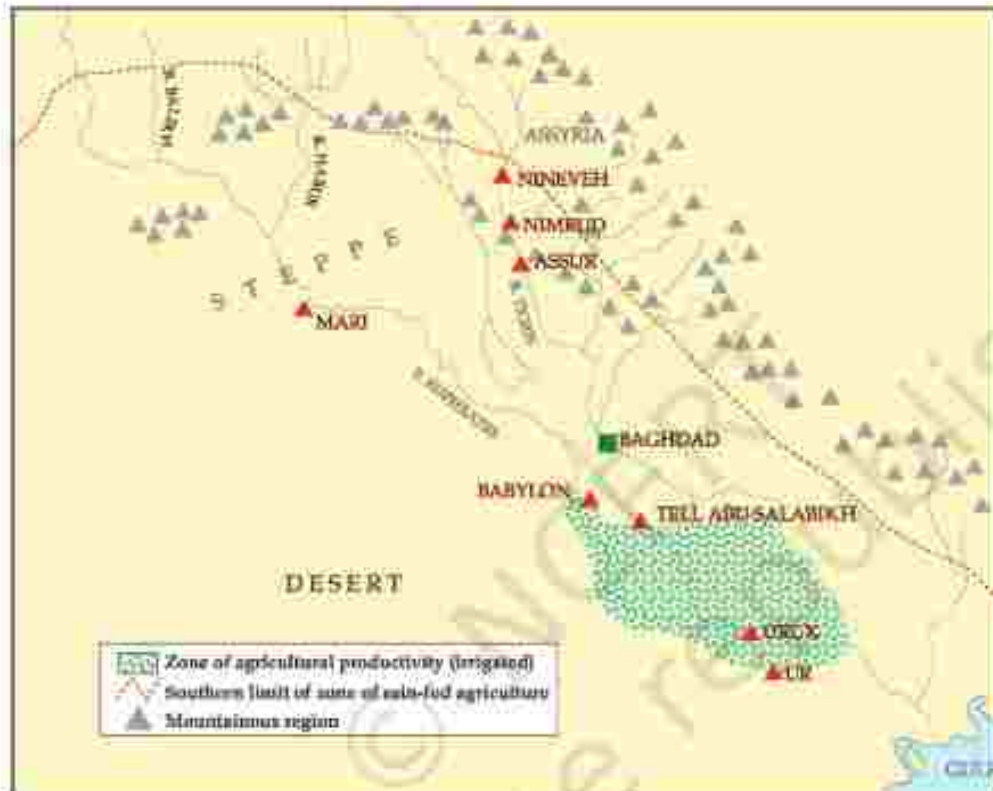 ASSYRIA
NINEVEH
NIMRUD
ASSUR
STEPPE
MARI
R. EUPHRATES
BAGHDAD
BABYLON
TELL ABU SALABIKH
DESERT
URUK
UR
Zone of agricultural productivity (irrigated)
Southern limit of zone of rain-fed agriculture
Mountainous region